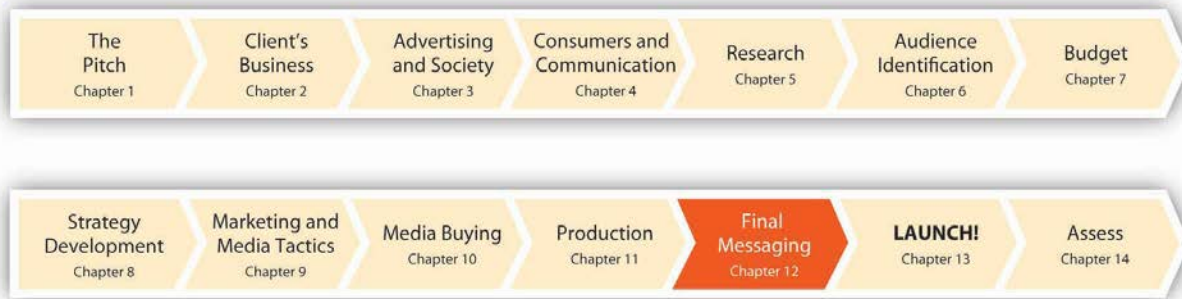 The
Pitch
Chapter 1
Client's
Business
Chapter 2
Advertising
and Society
Chapter 3
Consumers and
Communication
Chapter 4
Research
Chapter 5
Audience
Identification
Chapter 6
Budget
Chapter 7
Strategy
Development
Chapter 8
Marketing and
Media Tactics
Chapter 9
Media Buying
Chapter 10
Production
Chapter 11
Final
Messaging
Chapter 12
LAUNCH!
Chapter 13
Assess
Chapter 14